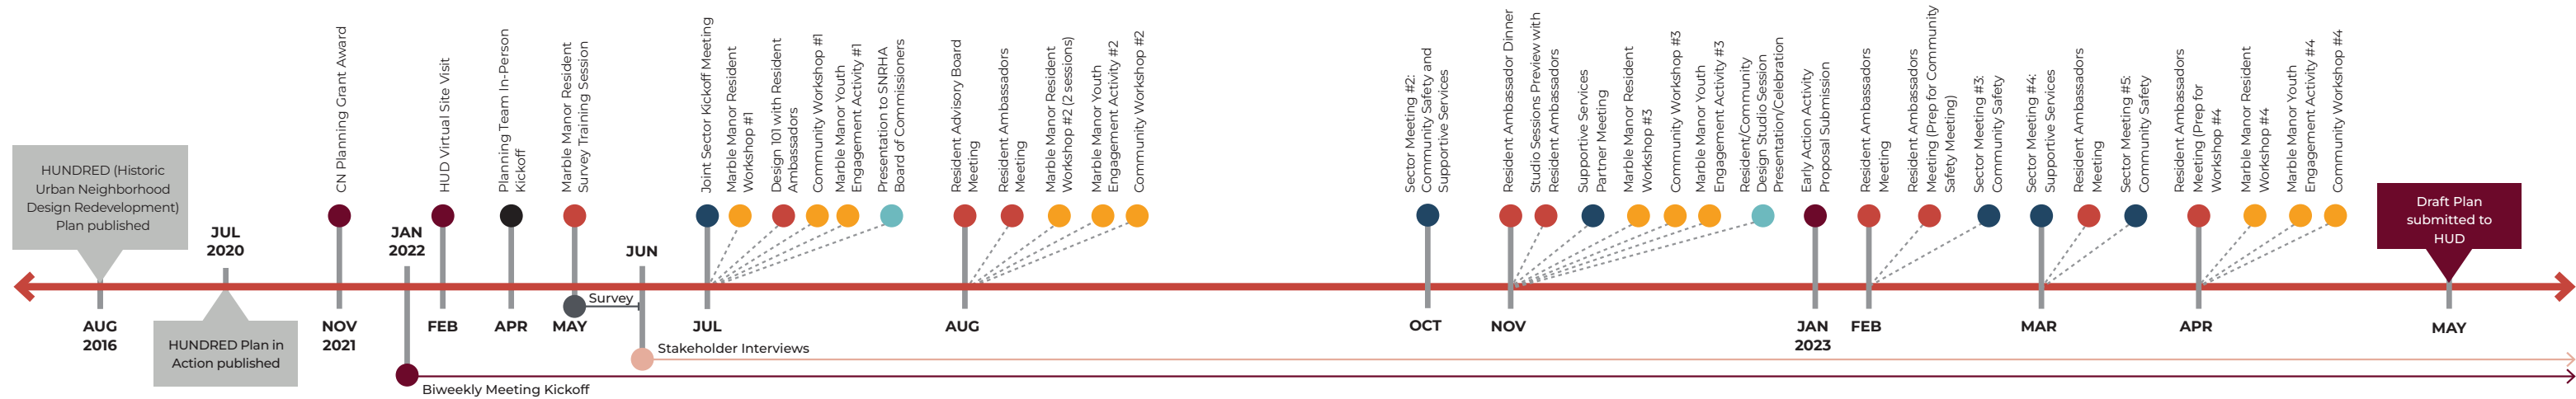 HUNDRED (Historic
Urban Neighborhood
Design Redevelopment)
Plan published
AUG
2016
JUL
2020
HUNDRED Plan in
Action published
CN Planning Grant Award
NOV
2021
JAN
2022
Biweekly Meeting Kickoff
HUD Virtual Site Visit
FEB
Planning Team In-Person
Kickoff
APR
Marble Manor Resident
Survey Training Session
MAY
Survey
JUN
Stakeholder Interviews
Joint Sector Kickoff Meeting
Marble Manor Resident
Workshop #1
Design 101 with Resident
Ambassadors
Community Workshop #1
Marble Manor Youth
Engagement Activity #1
Presentation to SNRHA
Board of Commissioners
JUL
Resident Advisory Board
Meeting
Resident Ambassadors
Meeting
Marble Manor Resident
Workshop #2 (2 sessions)
Marble Manor Youth
Engagement Activity #2
Community Workshop #2
AUG
Sector Meeting #2:
Community Safety and
Supportive Services
OCT
Resident Ambassador Dinner
Studio Sessions Preview with
Resident Ambassadors
Supportive Services
Partner Meeting
Marble Manor Resident
Workshop #3
Community Workshop #3
Marble Manor Youth
Engagement Activity #3
Resident/Community
Design Studio Session
Presentation/Celebration
NOV
Early Action Activity
Proposal Submission
JAN
2023
Resident Ambassadors
Meeting
Resident Ambassadors
Meeting (Prep for Community
Safety Meeting)
Sector Meeting #3:
Community Safety
FEB
Sector Meeting #4:
Supportive Services
Resident Ambassadors
Meeting
Sector Meeting #5:
Community Safety
MAR
Resident Ambassadors
Meeting (Prep for
Workshop #4
Marble Manor Resident
Workshop #4
Marble Manor Youth
Engagement Activity #4
Community Workshop #4
APR
Draft Plan
submitted to
HUD
MAY